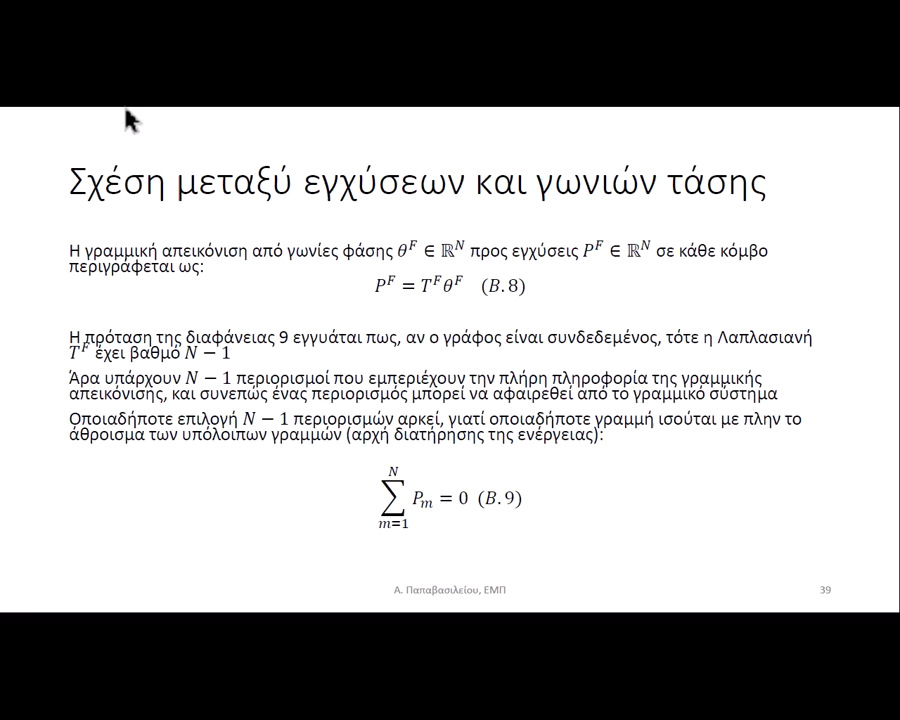 Σχέση μεταξύ εγχύσεων και γωνιών τάσης
Η γραμμική απεικόνιση από γωνίες φάσης θ^F ∈ ℝ^N προς εγχύσεις P^F ∈ ℝ^N σε κάθε κόμβο
περιγράφεται ως:
P^F = T^F θ^F (B.8)
Η πρόταση της διαφάνειας 9 εγγυάται πως, αν ο γράφος είναι συνδεδεμένος, τότε η Λαπλασιανή
T^F έχει βαθμό N − 1
Άρα υπάρχουν N − 1 περιορισμοί που εμπεριέχουν την πλήρη πληροφορία της γραμμικής
απεικόνισης, και συνεπώς ένας περιορισμός μπορεί να αφαιρεθεί από το γραμμικό σύστημα
Οποιαδήποτε επιλογή N − 1 περιορισμών αρκεί, γιατί οποιαδήποτε γραμμή ισούται με πλην το
άθροισμα των υπόλοιπων γραμμών (αρχή διατήρησης της ενέργειας):
∑_{m=1}^{N} P_m = 0 (B.9)
Α. Παπαβασιλείου, ΕΜΠ
39